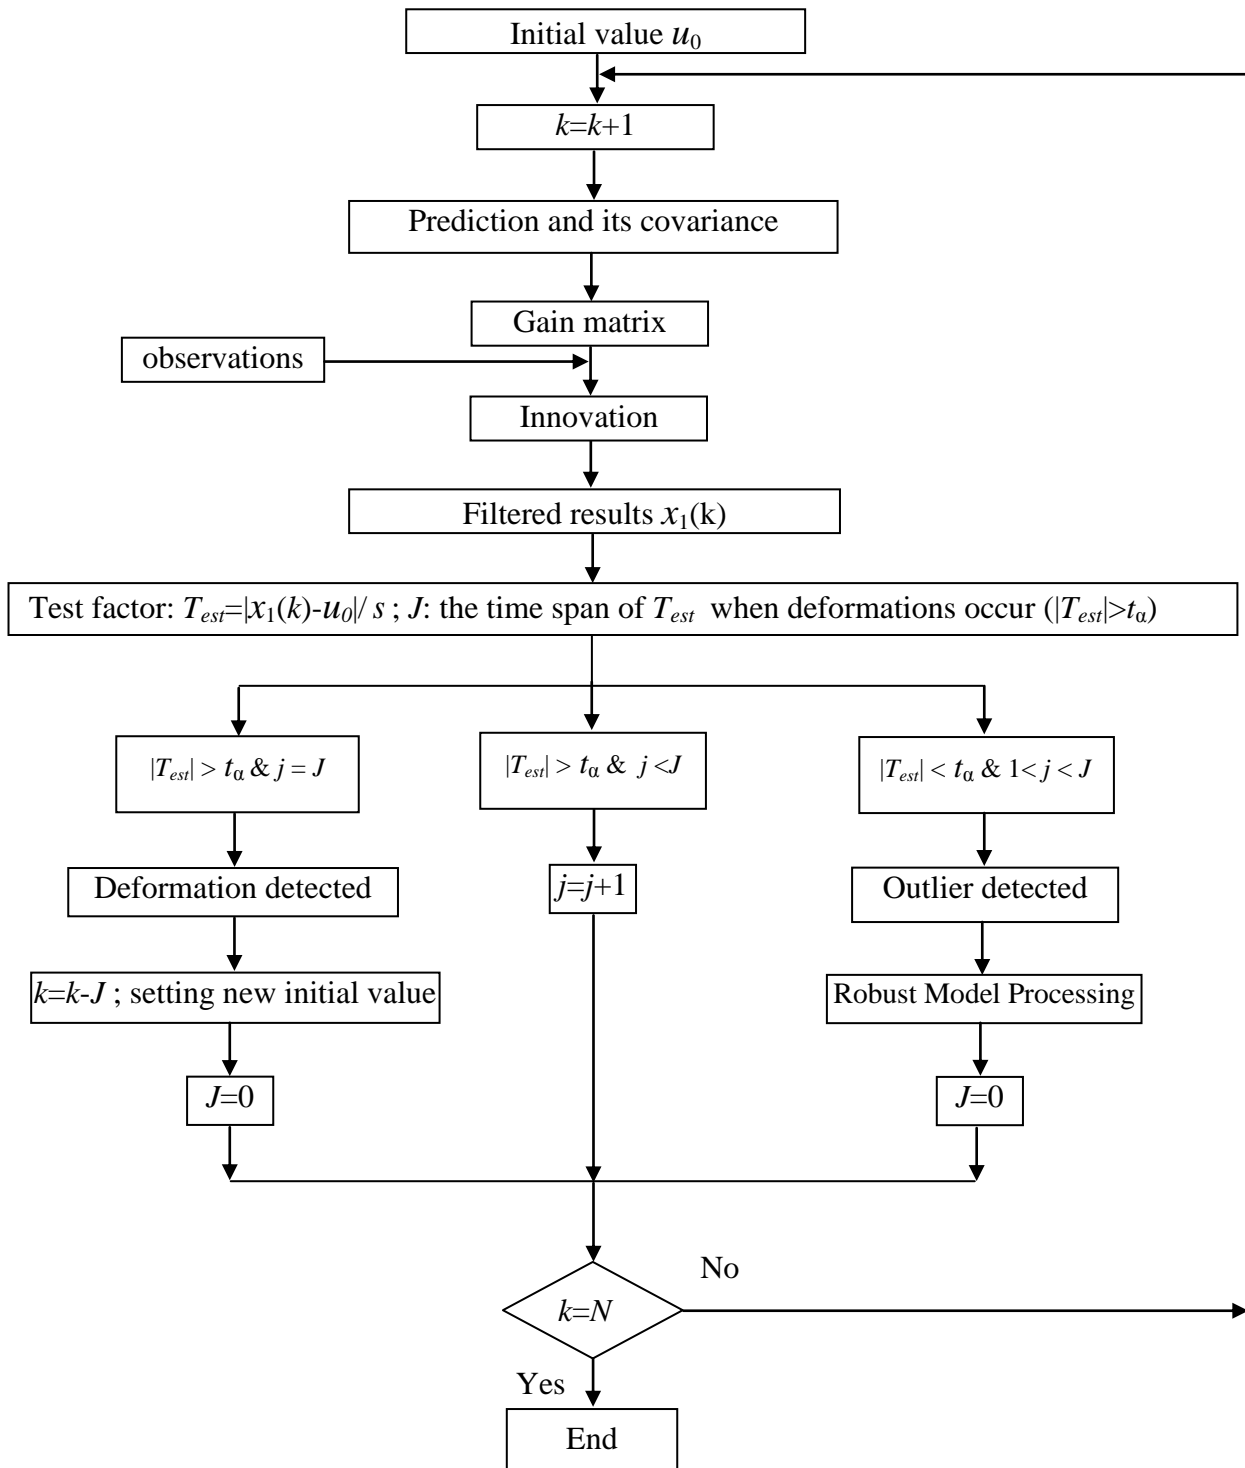 Initial value u0
k=k+1
Prediction and its covariance
Gain matrix
observations
Innovation
Filtered results x1(k)
Test factor: Test=|x1(k)-u0|/ s ; J: the time span of Test when deformations occur (|Test|>tα)
|Test| > tα & j = J
|Test| > tα & j <J
|Test| < tα & 1< j < J
Deformation detected
j=j+1
Outlier detected
k=k-J ; setting new initial value
Robust Model Processing
J=0
J=0
No
k=N
Yes
End